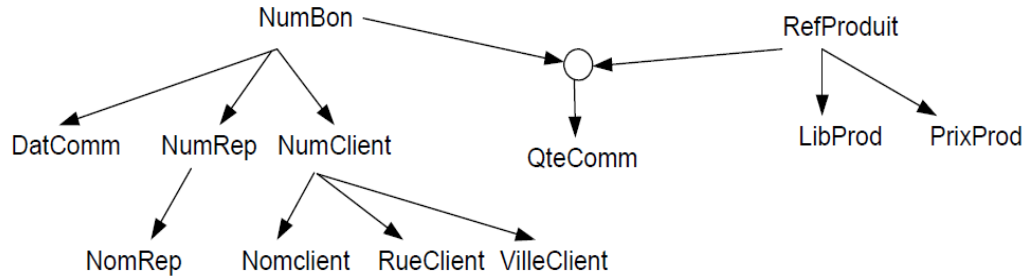 NumBon
RefProduit
DatComm NumRep NumClient
LibProd PrixProd
QteComm
NomRep Nomclient RueClient VilleClient